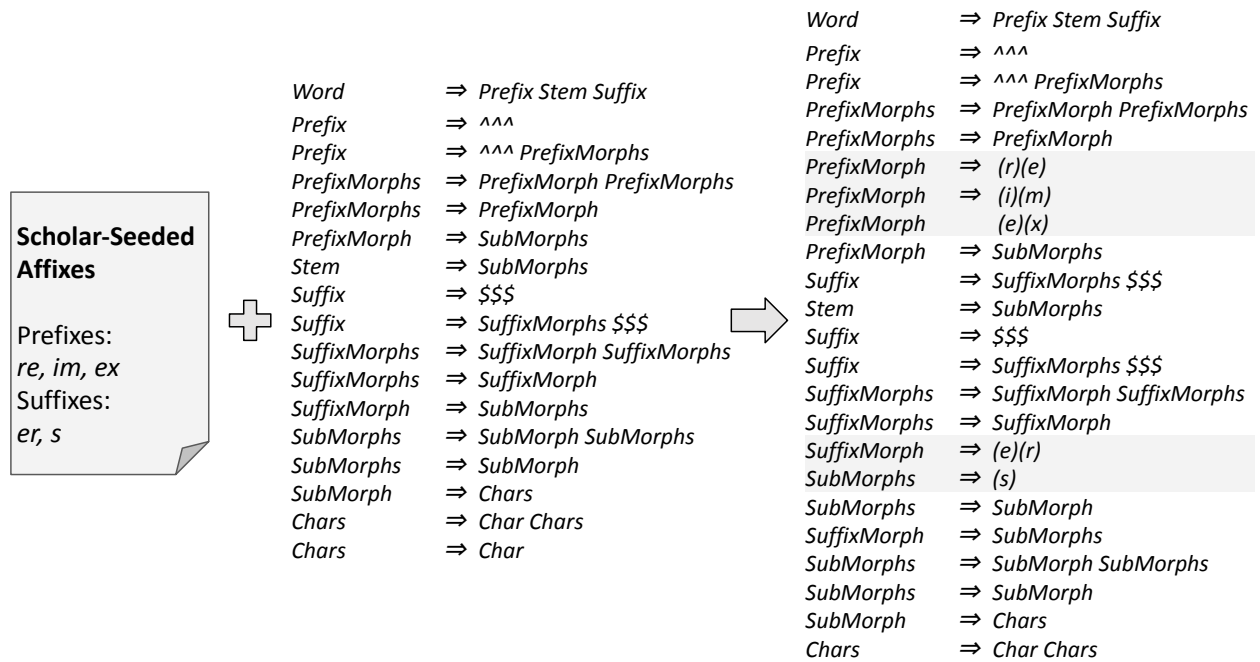 Scholar-Seeded
Affixes
Prefixes:
re, im, ex
Suffixes:
er, s
Word ⇒ Prefix Stem Suffix
Prefix ⇒ ^^^
Prefix ⇒ ^^^ PrefixMorphs
PrefixMorphs ⇒ PrefixMorph PrefixMorphs
PrefixMorphs ⇒ PrefixMorph
PrefixMorph ⇒ SubMorphs
Stem ⇒ SubMorphs
Suffix ⇒ $$$
Suffix ⇒ SuffixMorphs $$$
SuffixMorphs ⇒ SuffixMorph SuffixMorphs
SuffixMorphs ⇒ SuffixMorph
SuffixMorph ⇒ SubMorphs
SubMorphs ⇒ SubMorph SubMorphs
SubMorphs ⇒ SubMorph
SubMorph ⇒ Chars
Chars ⇒ Char Chars
Chars ⇒ Char
Word ⇒ Prefix Stem Suffix
Prefix ⇒ ^^^
Prefix ⇒ ^^^ PrefixMorphs
PrefixMorphs ⇒ PrefixMorph PrefixMorphs
PrefixMorphs ⇒ PrefixMorph
PrefixMorph ⇒ (r)(e)
PrefixMorph ⇒ (i)(m)
PrefixMorph (e)(x)
PrefixMorph ⇒ SubMorphs
Suffix ⇒ SuffixMorphs $$$
Stem ⇒ SubMorphs
Suffix ⇒ $$$
Suffix ⇒ SuffixMorphs $$$
SuffixMorphs ⇒ SuffixMorph SuffixMorphs
SuffixMorphs ⇒ SuffixMorph
SuffixMorph ⇒ (e)(r)
SubMorphs ⇒ (s)
SubMorphs ⇒ SubMorph
SuffixMorph ⇒ SubMorphs
SubMorphs ⇒ SubMorph SubMorphs
SubMorphs ⇒ SubMorph
SubMorph ⇒ Chars
Chars ⇒ Char Chars